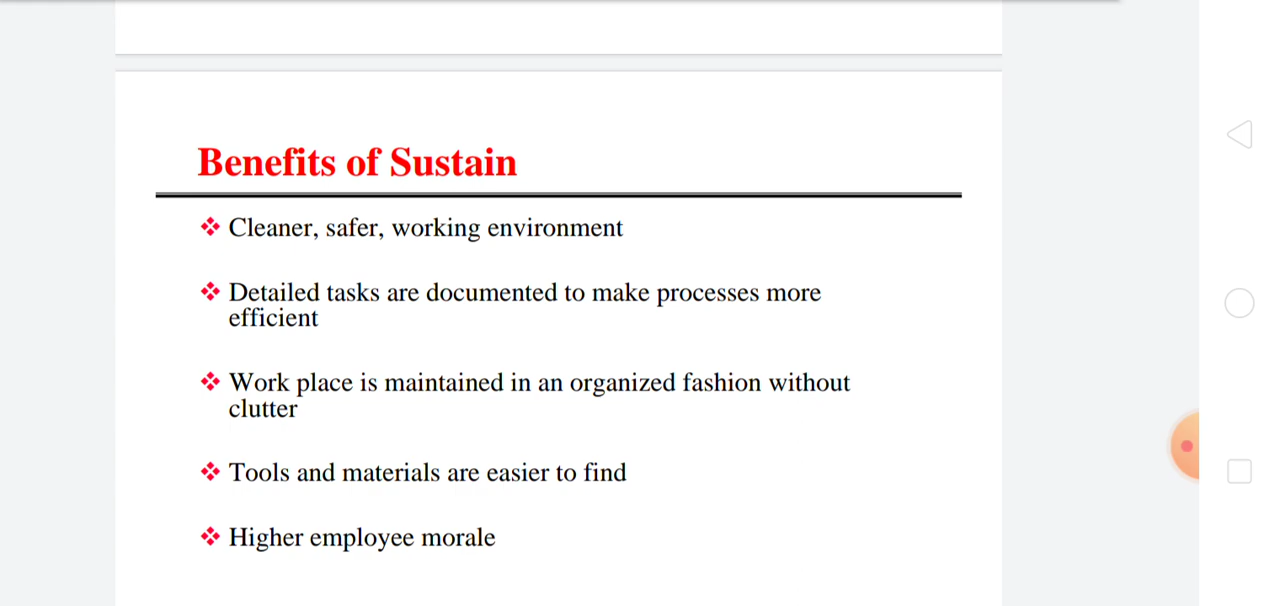 Benefits of Sustain
❖ Cleaner, safer, working environment
❖ Detailed tasks are documented to make processes more
efficient
❖ Work place is maintained in an organized fashion without
clutter
❖ Tools and materials are easier to find
❖ Higher employee morale